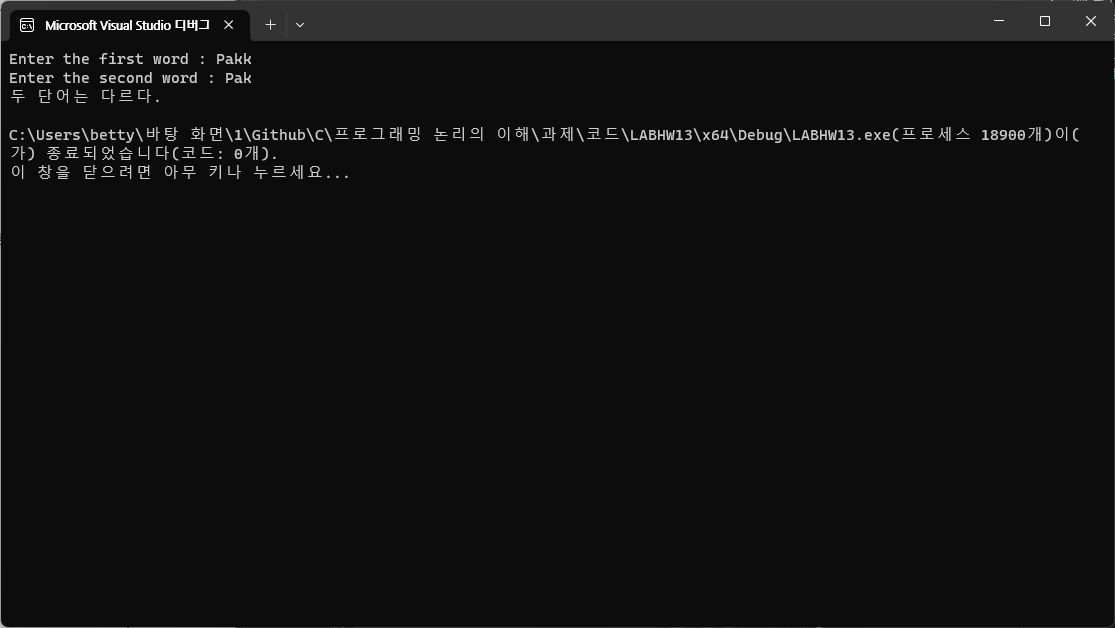 Microsoft Visual Studio 디버그
Enter the first word : Pakk
Enter the second word : Pak
두 단어는 다르다.
C:\Users\betty\바탕 화면\1\Github\C\프로그래밍 논리의 이해\과제\코드\LABHW13\x64\Debug\LABHW13.exe(프로세스 18900개)이(
가) 종료되었습니다(코드: 0개).
이 창을 닫으려면 아무 키나 누르세요...